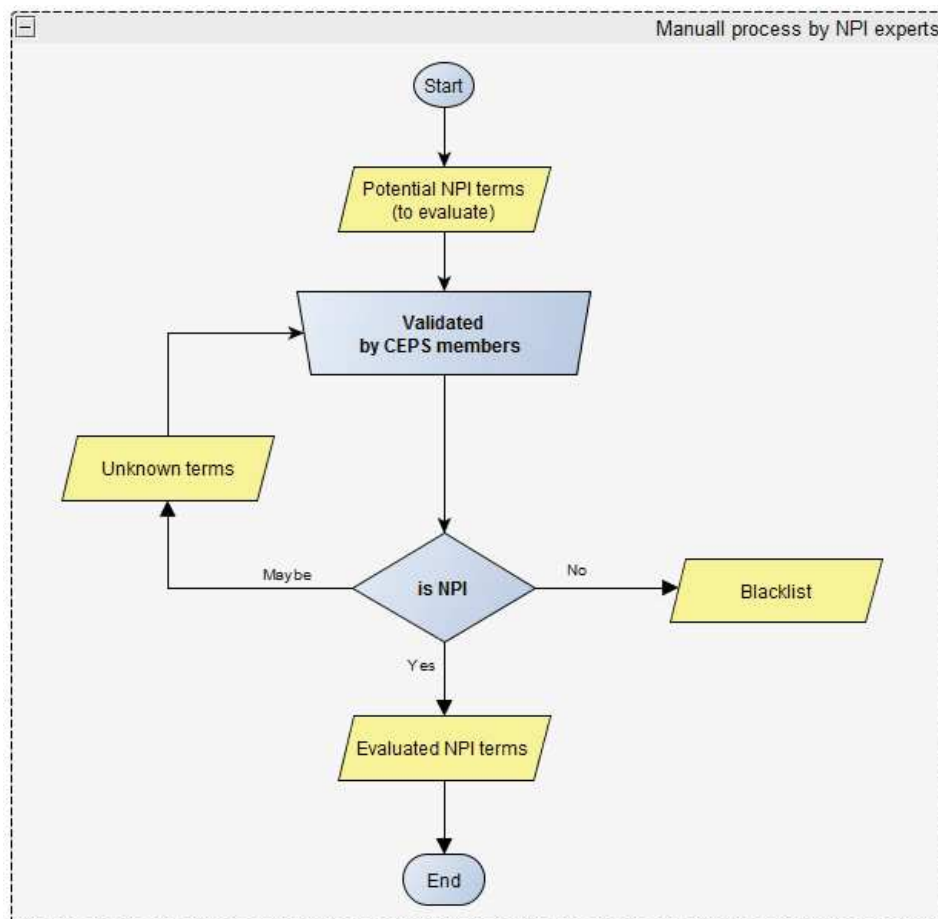 Manuall process by NPI experts
Start
Potential NPI terms
(to evaluate)
Validated
by CEPS members
Unknown terms
Maybe
is NPI
No
Blacklist
Yes
Evaluated NPI terms
End